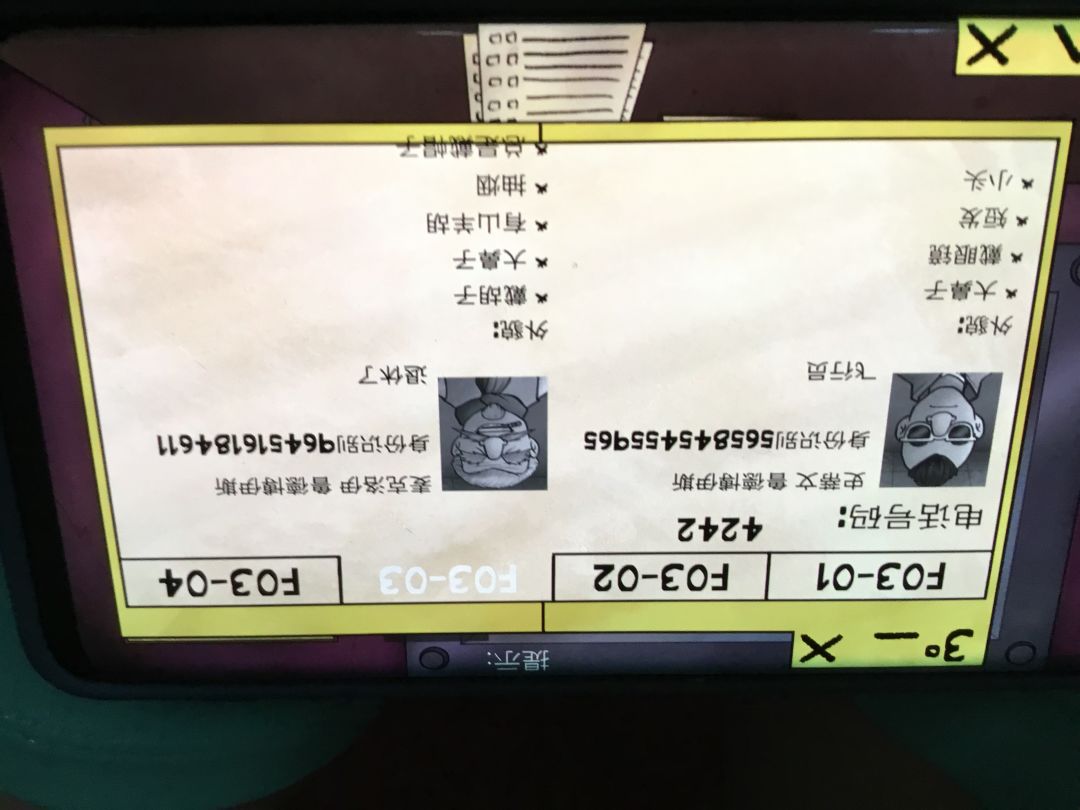 3º — X
提示:
F03-01 F03-02 F03-03 F03-04
电话号码: 4242
史蒂文 鲁德博伊斯
身份识别565845455965
飞行员
外貌:
* 大鼻子
* 戴眼镜
* 短发
* 小头
麦克洛伊 鲁德博伊斯
身份识别964516184611
退休了
外貌:
* 戴胡子
* 大鼻子
* 有山羊胡
* 抽烟
* 总是戴帽子
X